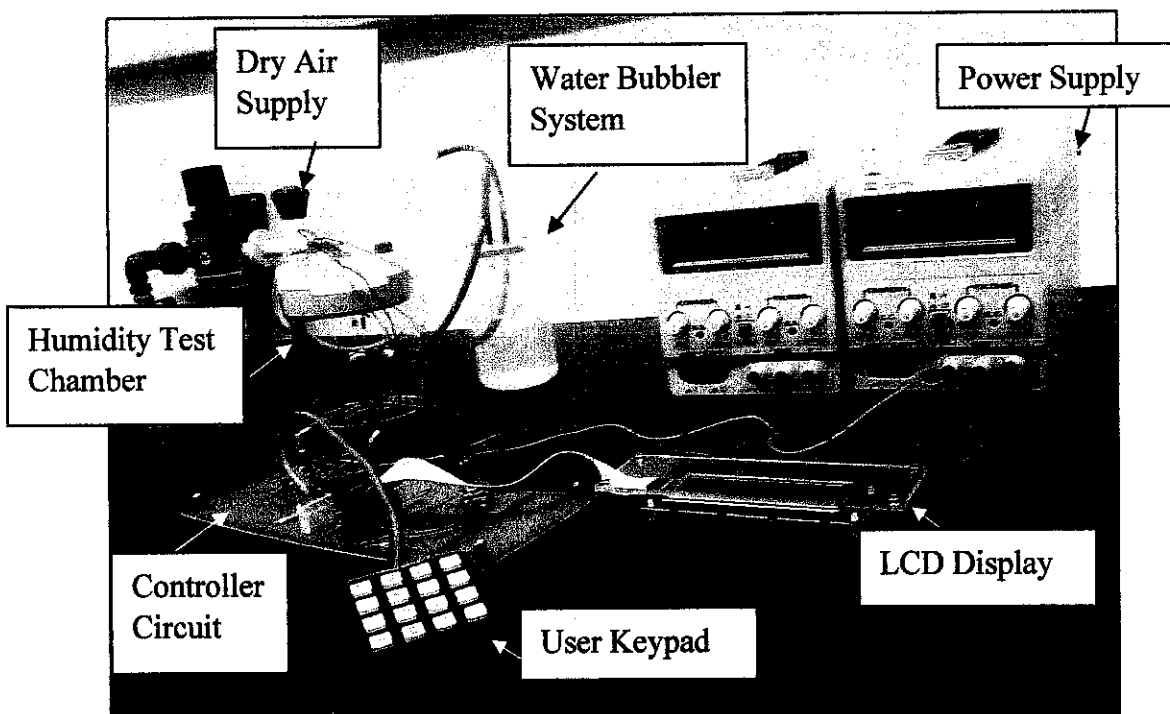 Dry Air
Supply
Water Bubbler
System
Power Supply
Humidity Test
Chamber
Controller
Circuit
User Keypad
LCD Display